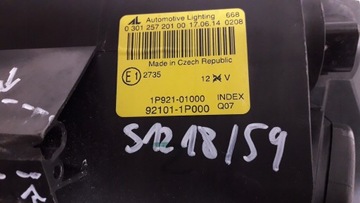 AL Automotive Lighting 668
0 301 257 201 00 17.06.14 0208
Made in Czech Republic
E1 2735 12 V
1P921-01000 INDEX
92101-1P000 Q07
S1218/59